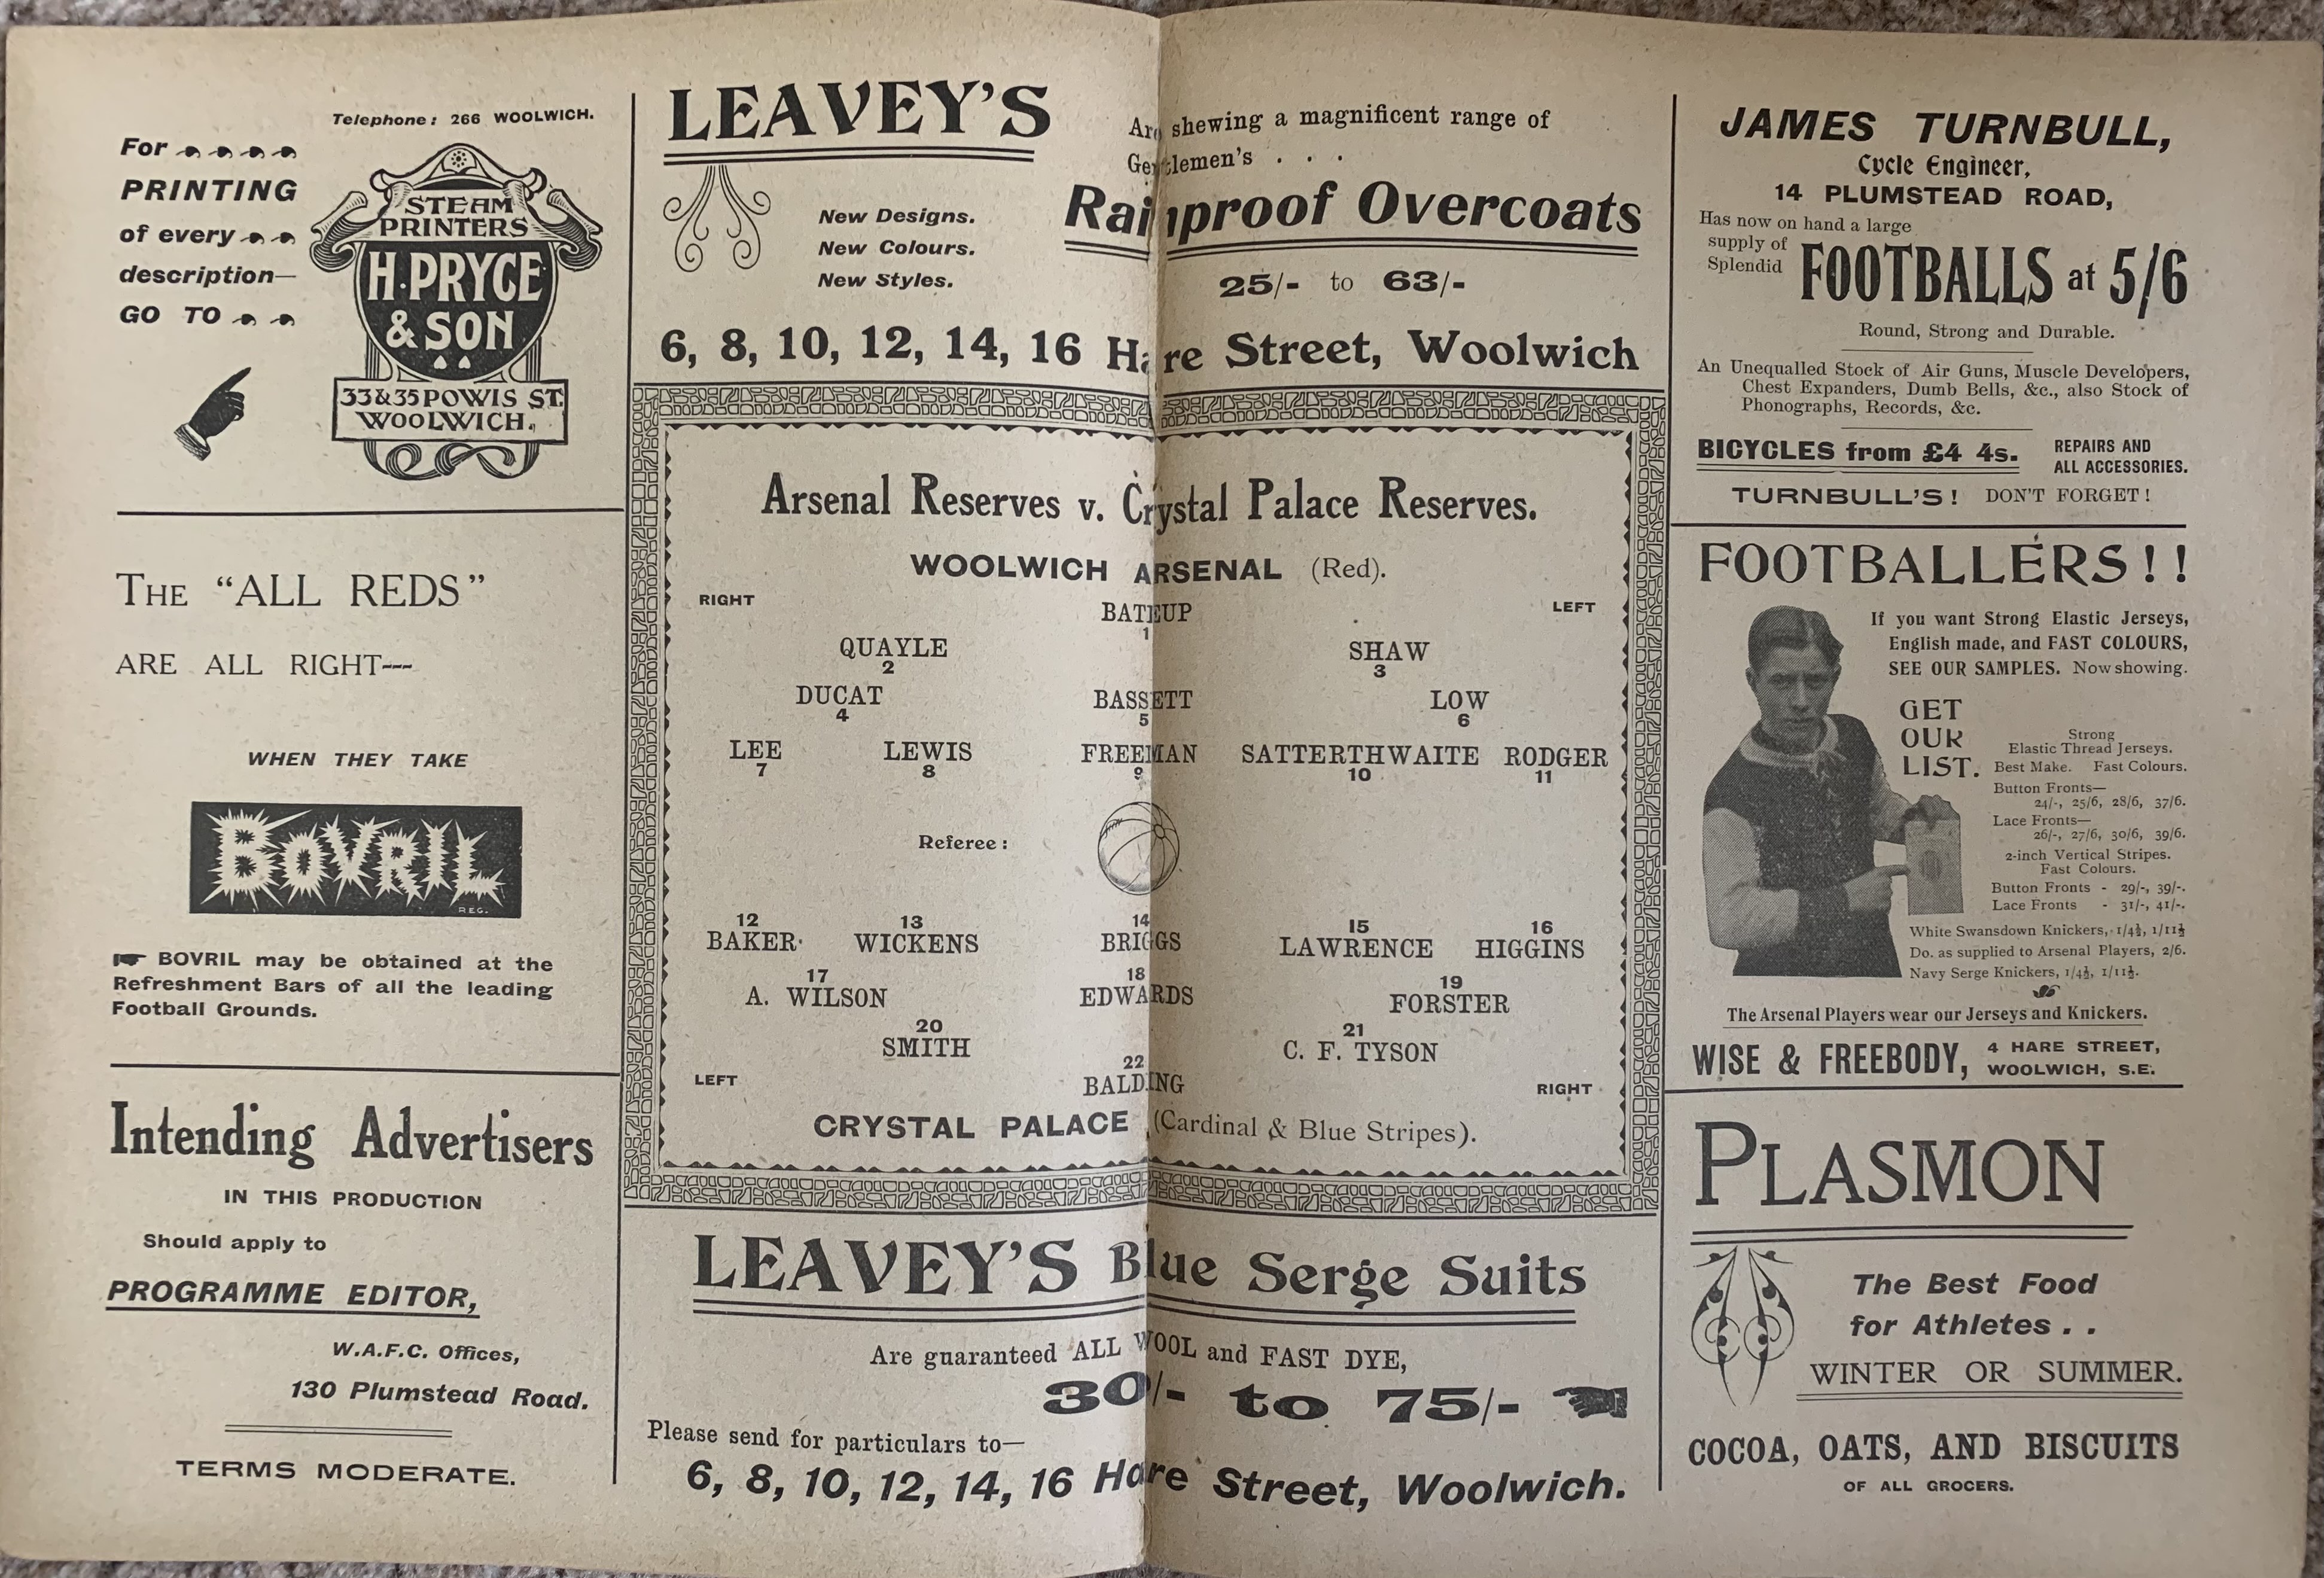 Telephone: 266 WOOLWICH.
For
PRINTING
of every
description—
GO TO
STEAM
PRINTERS
H. PRYCE
& SON
33 & 35 POWIS ST.
WOOLWICH.
THE "ALL REDS"
ARE ALL RIGHT---
WHEN THEY TAKE
BOVRIL
REG.
BOVRIL may be obtained at the
Refreshment Bars of all the leading
Football Grounds.
Intending Advertisers
IN THIS PRODUCTION
Should apply to
PROGRAMME EDITOR,
W.A.F.C. Offices,
130 Plumstead Road.
TERMS MODERATE.
LEAVEY'S
Are shewing a magnificent range of
Gentlemen's . . .
Rainproof Overcoats
New Designs.
New Colours.
New Styles.
25/- to 63/-
6, 8, 10, 12, 14, 16 Hare Street, Woolwich
Arsenal Reserves v. Crystal Palace Reserves.
WOOLWICH ARSENAL (Red).
RIGHT LEFT
BATEUP
1
QUAYLE SHAW
2 3
DUCAT BASSETT LOW
4 5 6
LEE LEWIS FREEMAN SATTERTHWAITE RODGER
7 8 9 10 11
Referee :
12 13 14 15 16
BAKER WICKENS BRIGGS LAWRENCE HIGGINS
17 18 19
A. WILSON EDWARDS FORSTER
20 21
SMITH C. F. TYSON
22
LEFT BALDING RIGHT
CRYSTAL PALACE (Cardinal & Blue Stripes).
LEAVEY'S Blue Serge Suits
Are guaranteed ALL WOOL and FAST DYE,
30/- to 75/-
Please send for particulars to—
6, 8, 10, 12, 14, 16 Hare Street, Woolwich.
JAMES TURNBULL,
Cycle Engineer,
14 PLUMSTEAD ROAD,
Has now on hand a large
supply of
Splendid
FOOTBALLS at 5/6
Round, Strong and Durable.
An Unequalled Stock of Air Guns, Muscle Developers,
Chest Expanders, Dumb Bells, &c., also Stock of
Phonographs, Records, &c.
BICYCLES from £4 4s.
REPAIRS AND
ALL ACCESSORIES.
TURNBULL'S! DON'T FORGET!
FOOTBALLERS!!
If you want Strong Elastic Jerseys,
English made, and FAST COLOURS,
SEE OUR SAMPLES. Now showing.
GET
OUR
LIST.
Strong
Elastic Thread Jerseys.
Best Make. Fast Colours.
Button Fronts—
24/-, 25/6, 28/6, 37/6.
Lace Fronts—
26/-, 27/6, 30/6, 39/6.
2-inch Vertical Stripes.
Fast Colours.
Button Fronts - 29/-, 39/-.
Lace Fronts - 31/-, 41/-.
White Swansdown Knickers, 1/4½, 1/11½
Do. as supplied to Arsenal Players, 2/6.
Navy Serge Knickers, 1/4½, 1/11½.
The Arsenal Players wear our Jerseys and Knickers.
WISE & FREEBODY,
4 HARE STREET,
WOOLWICH, S.E.
PLASMON
The Best Food
for Athletes . .
WINTER OR SUMMER.
COCOA, OATS, AND BISCUITS
OF ALL GROCERS.